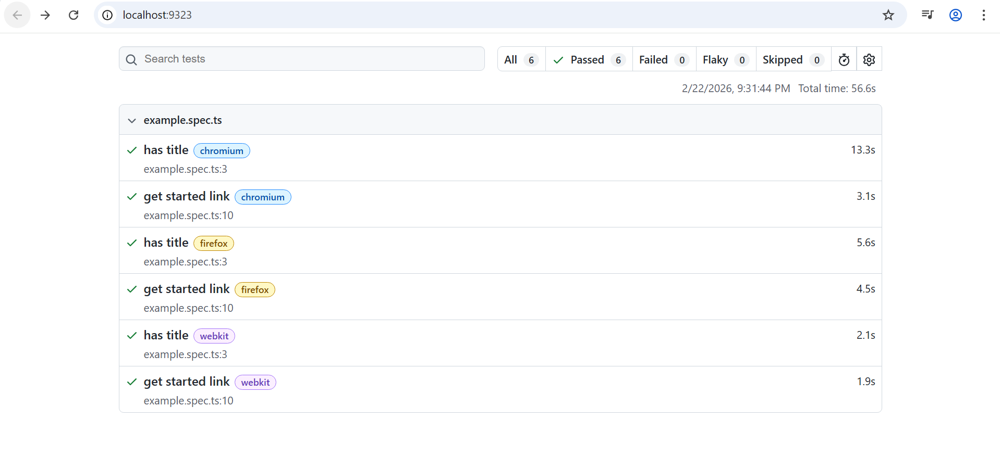 localhost:9323
Search tests
All 6 Passed 6 Failed 0 Flaky 0 Skipped 0
2/22/2026, 9:31:44 PM Total time: 56.6s
example.spec.ts
has title chromium 13.3s
example.spec.ts:3
get started link chromium 3.1s
example.spec.ts:10
has title firefox 5.6s
example.spec.ts:3
get started link firefox 4.5s
example.spec.ts:10
has title webkit 2.1s
example.spec.ts:3
get started link webkit 1.9s
example.spec.ts:10